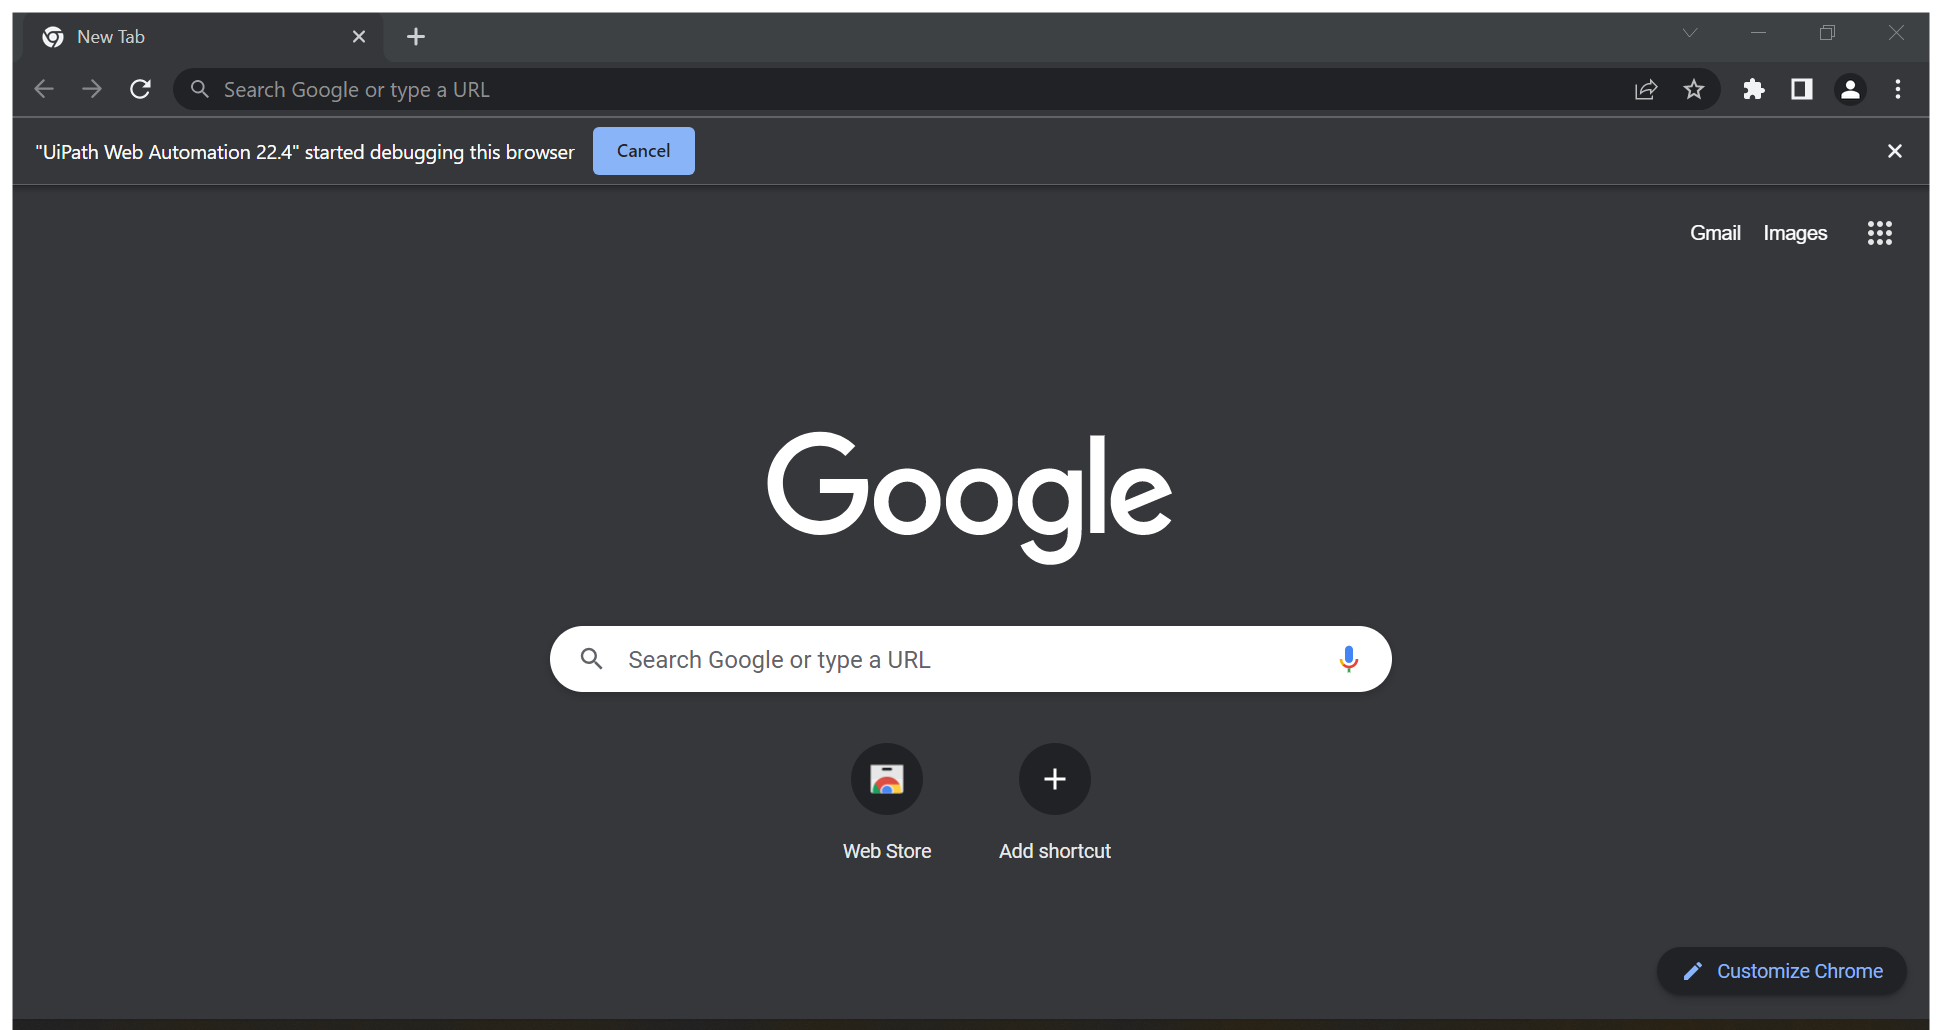 New Tab
Search Google or type a URL
"UiPath Web Automation 22.4" started debugging this browser Cancel
Gmail Images
Google
Search Google or type a URL
Web Store Add shortcut
Customize Chrome